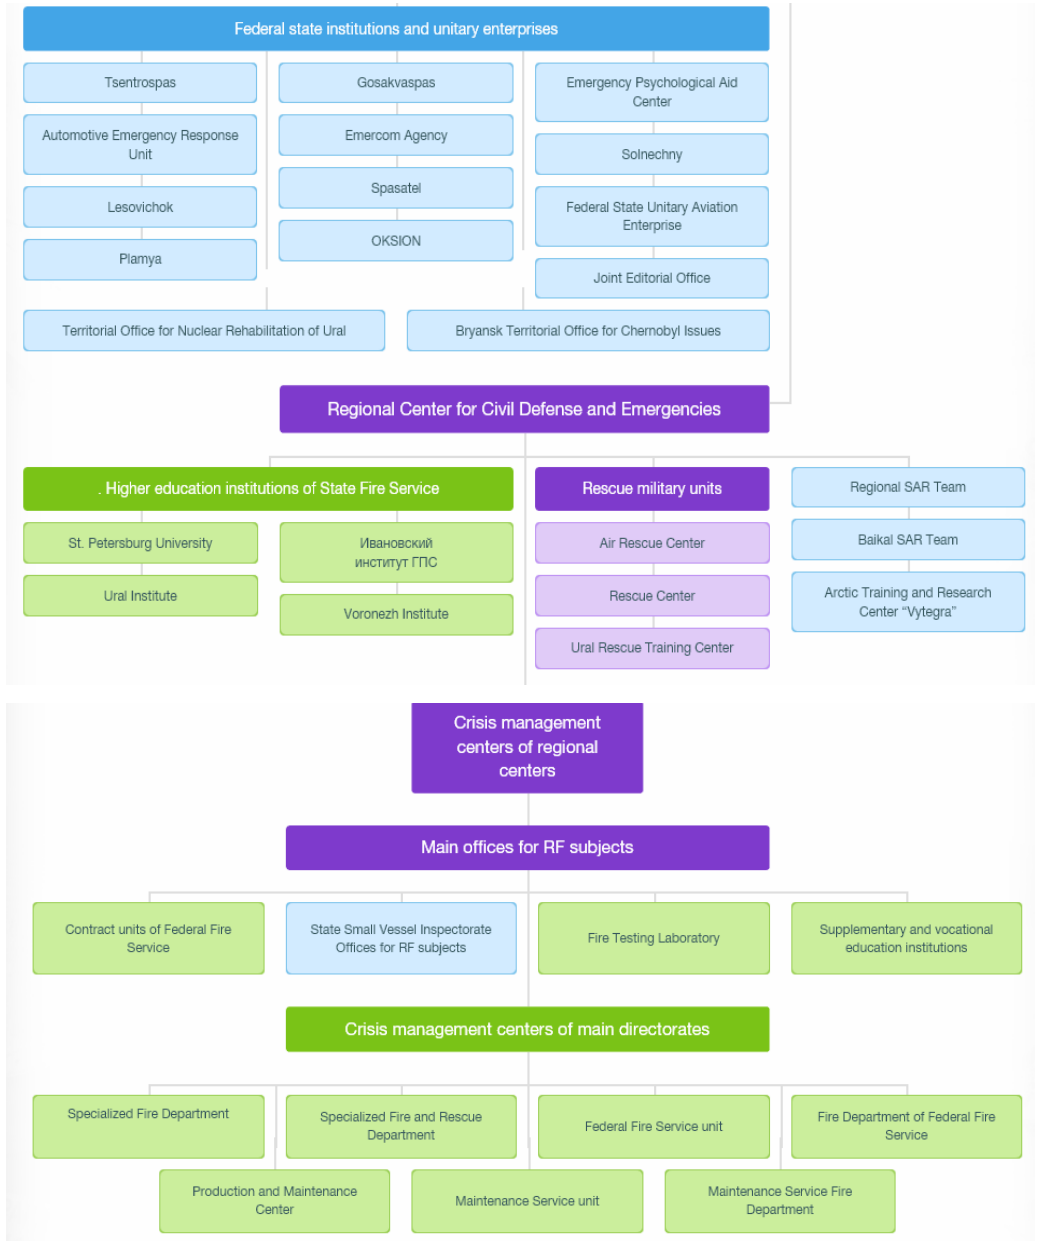 Federal state institutions and unitary enterprises
Tsentrospas
Gosakvaspas
Emergency Psychological Aid
Center
Automotive Emergency Response
Unit
Emercom Agency
Solnechny
Lesovichok
Spasatel
Federal State Unitary Aviation
Enterprise
Plamya
OKSION
Joint Editorial Office
Territorial Office for Nuclear Rehabilitation of Ural
Bryansk Territorial Office for Chernobyl Issues
Regional Center for Civil Defense and Emergencies
. Higher education institutions of State Fire Service
Rescue military units
Regional SAR Team
St. Petersburg University
Ивановский
институт ГПС
Air Rescue Center
Baikal SAR Team
Ural Institute
Voronezh Institute
Rescue Center
Arctic Training and Research
Center “Vytegra”
Ural Rescue Training Center
Crisis management
centers of regional
centers
Main offices for RF subjects
Contract units of Federal Fire
Service
State Small Vessel Inspectorate
Offices for RF subjects
Fire Testing Laboratory
Supplementary and vocational
education institutions
Crisis management centers of main directorates
Specialized Fire Department
Specialized Fire and Rescue
Department
Federal Fire Service unit
Fire Department of Federal Fire
Service
Production and Maintenance
Center
Maintenance Service unit
Maintenance Service Fire
Department